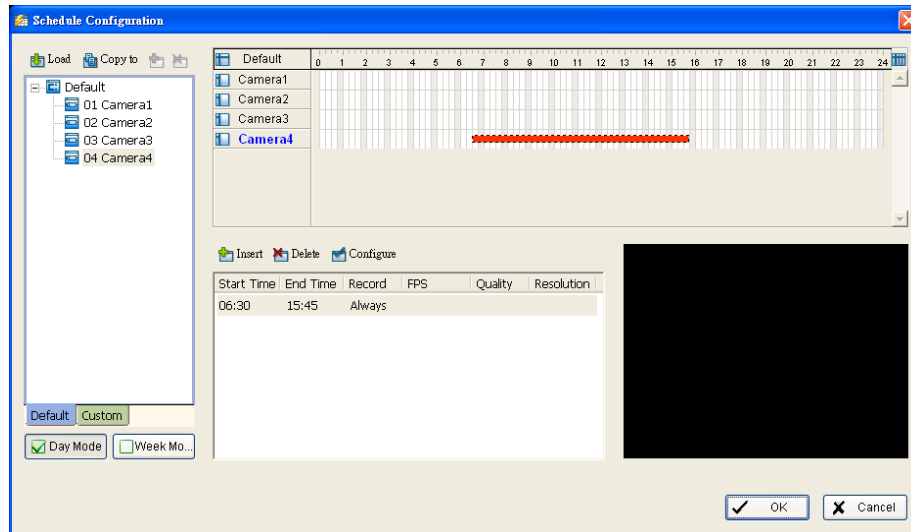 Schedule Configuration
Load Copy to
Default
01 Camera1
02 Camera2
03 Camera3
04 Camera4
Default Custom
Day Mode Week Mo...
Default 0 1 2 3 4 5 6 7 8 9 10 11 12 13 14 15 16 17 18 19 20 21 22 23 24
Camera1
Camera2
Camera3
Camera4
Insert Delete Configure
Start Time End Time Record FPS Quality Resolution
06:30 15:45 Always
OK Cancel